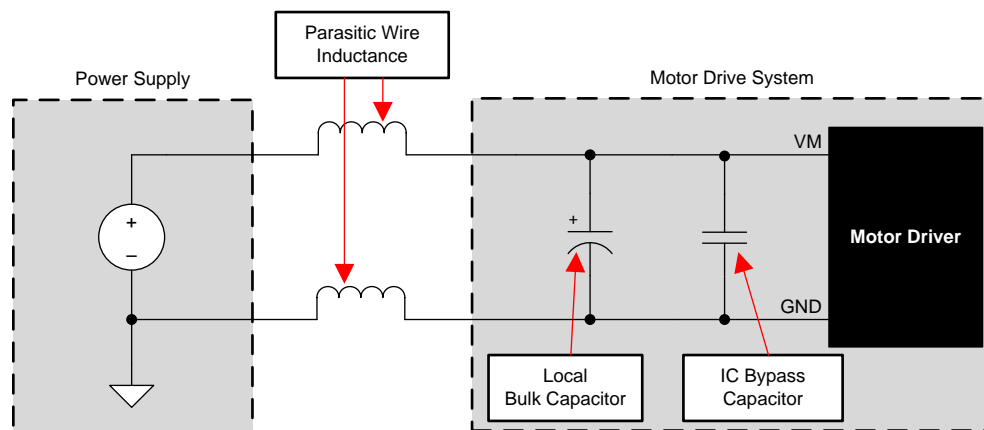 Parasitic Wire
Inductance
Power Supply
Motor Drive System
VM
+
–
+
Motor Driver
GND
Local
Bulk Capacitor
IC Bypass
Capacitor